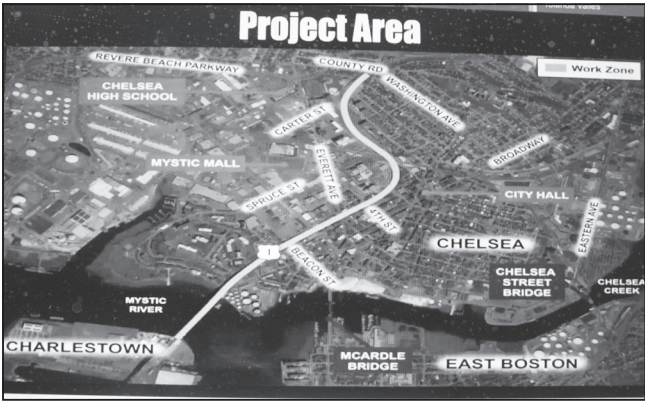 Project Area
REVERE BEACH PARKWAY
COUNTY RD
Work Zone
CHELSEA
HIGH SCHOOL
WASHINGTON AVE
CARTER ST
BROADWAY
MYSTIC MALL
EVERETT AVE
SPRUCE ST
CITY HALL
4TH ST
EASTERN AVE
CHELSEA
1
BEACON ST
CHELSEA
STREET
BRIDGE
CHELSEA
CREEK
MYSTIC
RIVER
CHARLESTOWN
MCARDLE
BRIDGE
EAST BOSTON